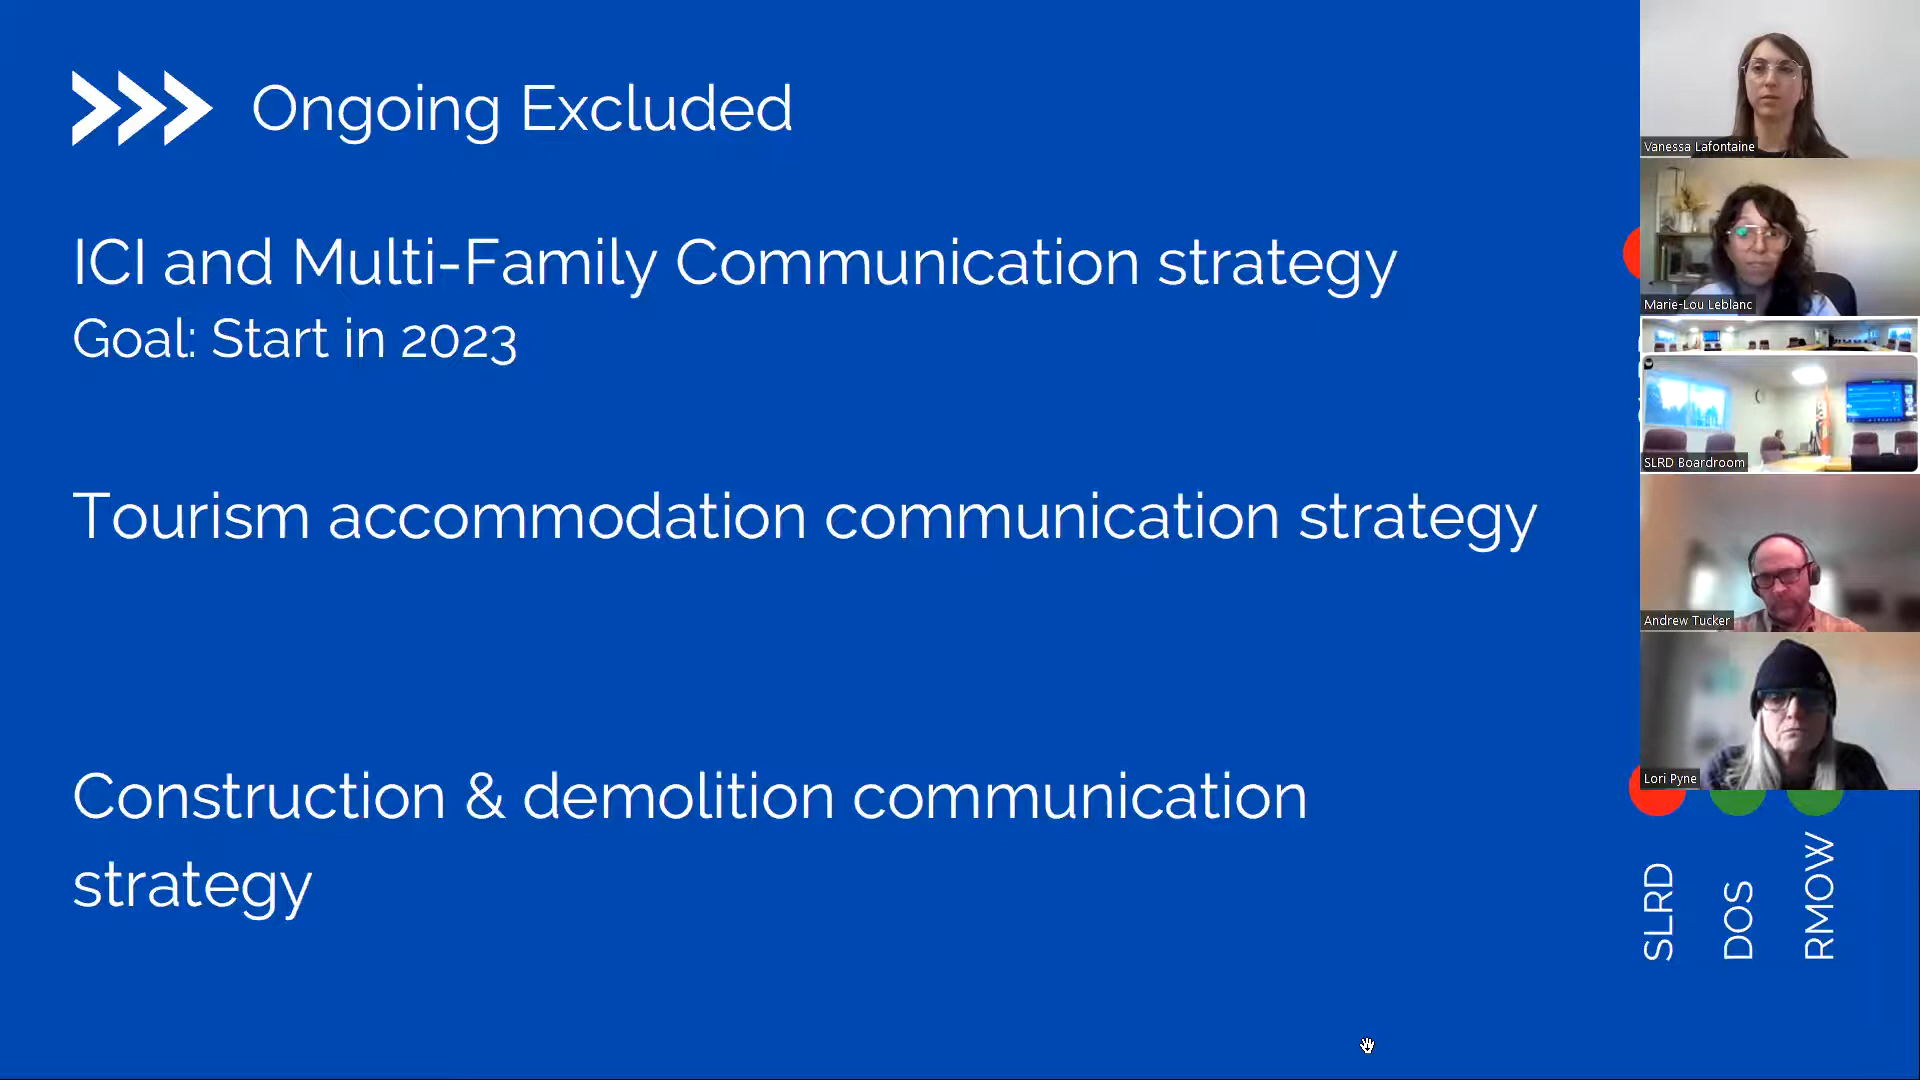 Ongoing Excluded
ICI and Multi-Family Communication strategy
Goal: Start in 2023
Tourism accommodation communication strategy
Construction & demolition communication
strategy
SLRD
DOS
RMOW
Vanessa Lafontaine
Marie-Lou Leblanc
SLRD Boardroom
Andrew Tucker
Lori Pyne